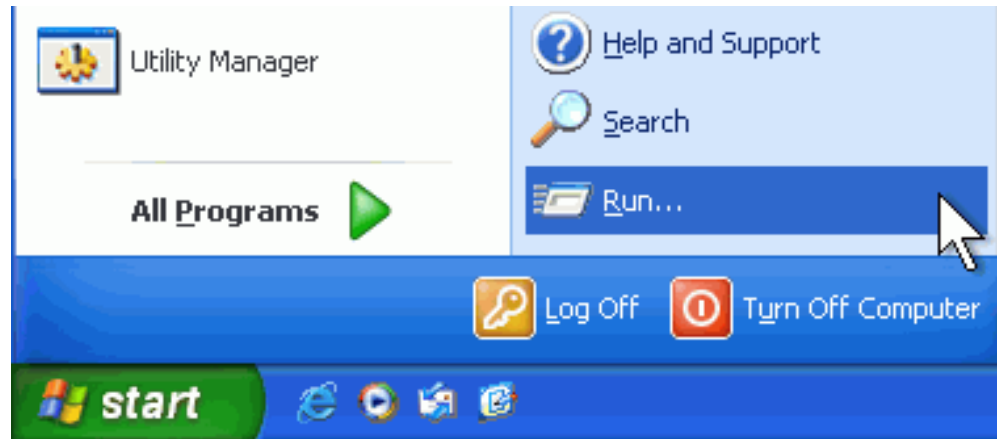 Utility Manager
All Programs
Help and Support
Search
Run...
Log Off
Turn Off Computer
start